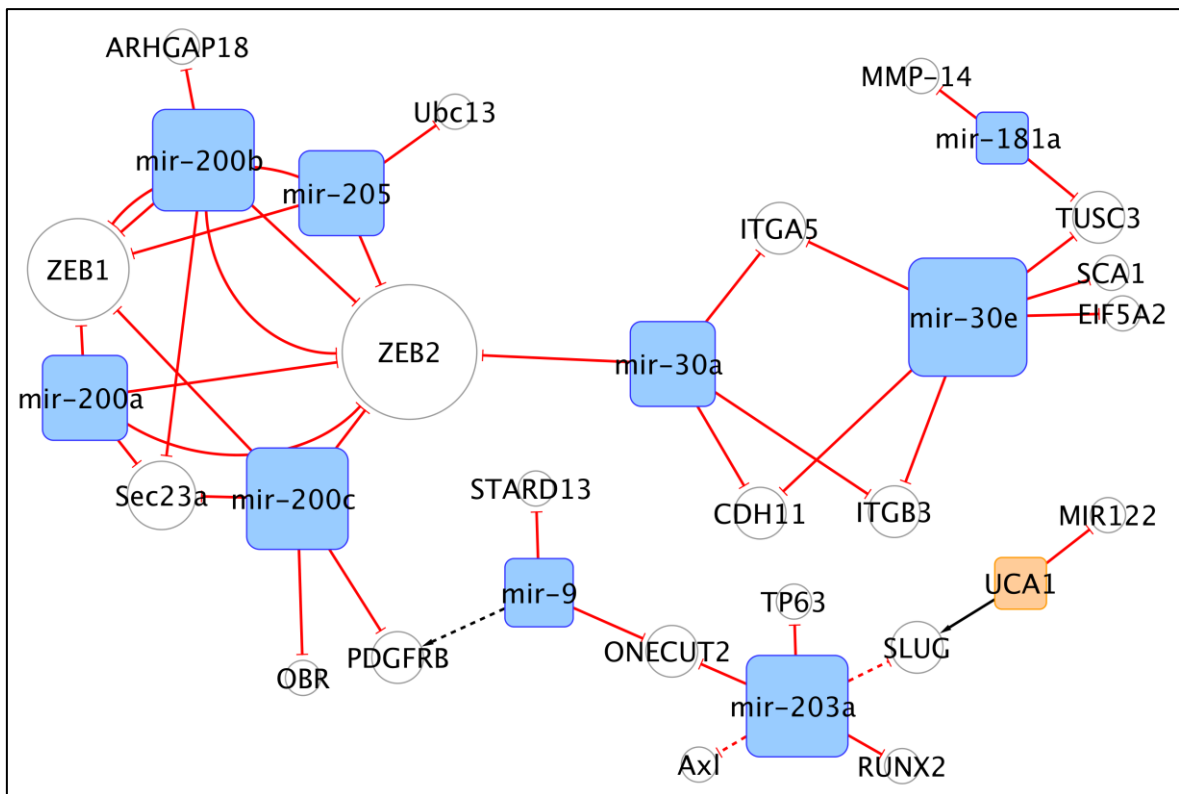 ARHGAP18
MMP-14
Ubc13
mir-181a
mir-200b
mir-205
TUSC3
ITGA5
ZEB1
SCA1
mir-30e
EIF5A2
ZEB2
mir-30a
mir-200a
STARD13
Sec23a
mir-200c
CDH11
ITGB3
MIR122
mir-9
UCA1
TP63
ONECUT2
SLUG
PDGFRB
OBR
mir-203a
Axl
RUNX2